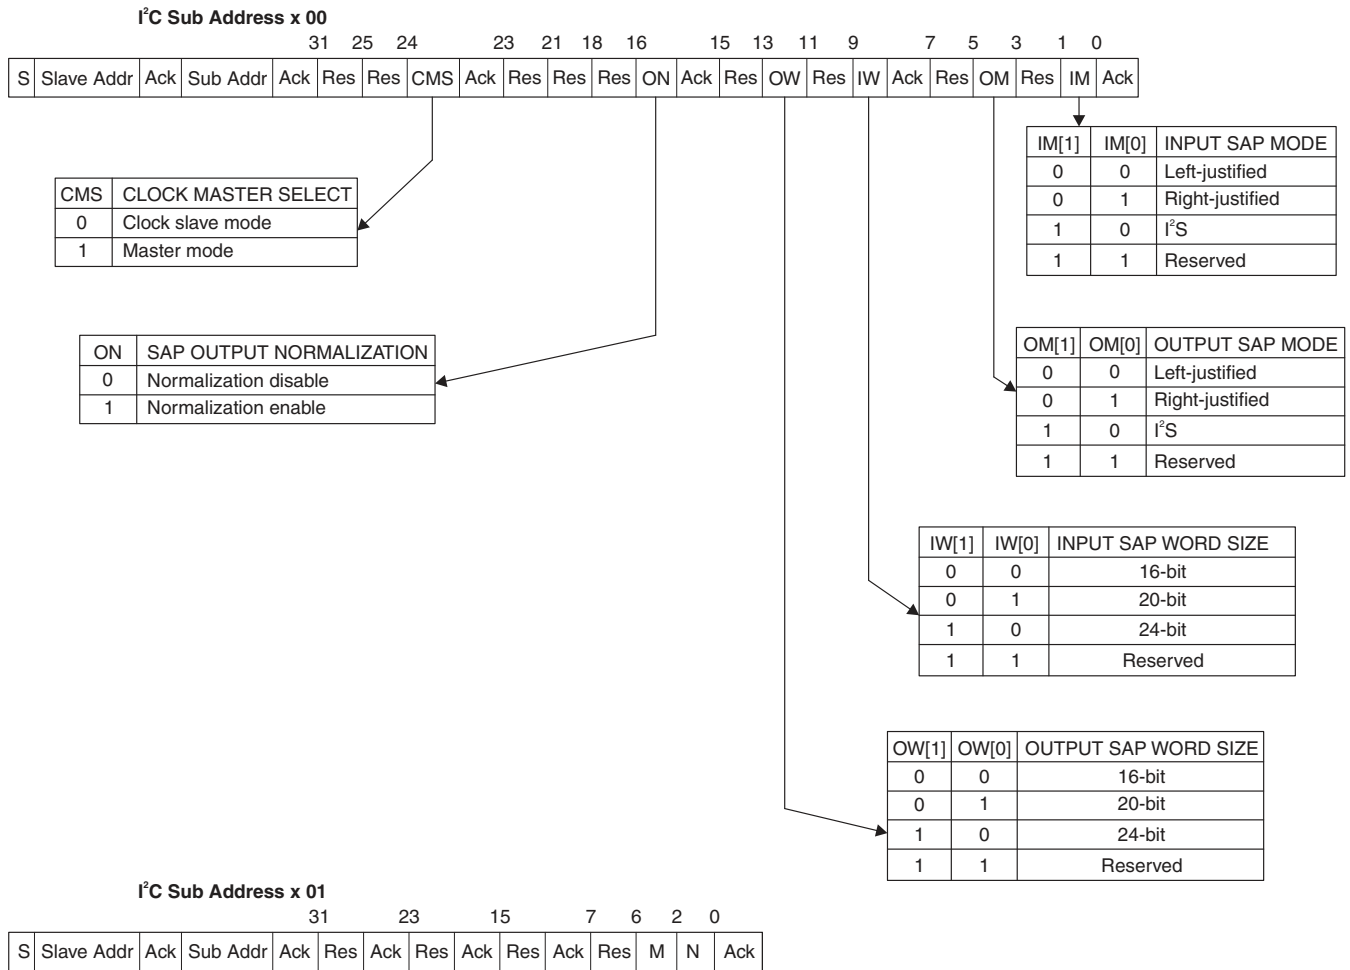 I²C Sub Address x 00
31 25 24 23 21 18 16 15 13 11 9 7 5 3 1 0
S Slave Addr Ack Sub Addr Ack Res Res CMS Ack Res Res Res ON Ack Res OW Res IW Ack Res OM Res IM Ack
IM[1] IM[0] INPUT SAP MODE
0 0 Left-justified
0 1 Right-justified
1 0 I²S
1 1 Reserved
CMS CLOCK MASTER SELECT
0 Clock slave mode
1 Master mode
ON SAP OUTPUT NORMALIZATION
0 Normalization disable
1 Normalization enable
OM[1] OM[0] OUTPUT SAP MODE
0 0 Left-justified
0 1 Right-justified
1 0 I²S
1 1 Reserved
IW[1] IW[0] INPUT SAP WORD SIZE
0 0 16-bit
0 1 20-bit
1 0 24-bit
1 1 Reserved
OW[1] OW[0] OUTPUT SAP WORD SIZE
0 0 16-bit
0 1 20-bit
1 0 24-bit
1 1 Reserved
I²C Sub Address x 01
31 23 15 7 6 2 0
S Slave Addr Ack Sub Addr Ack Res Ack Res Ack Res Ack Res M N Ack